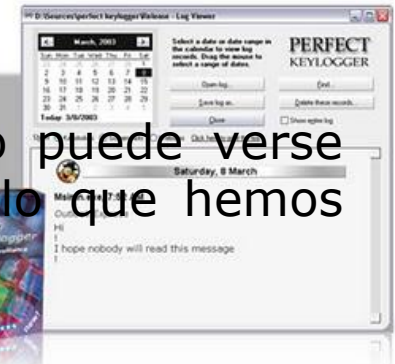 D:\Sources\perfect keylogger\Release - Log Viewer
March, 2003
Sun Mon Tue Wed Thu Fri Sat
2 3 4 5 6 7 8
9 10 11 12 13 14 15
16 17 18 19 20 21 22
23 24 25 26 27 28 29
30 31
Today: 3/8/2003
Select a date or date range in
the calendar to view log
records. Drag the mouse to
select a range of dates.
PERFECT
KEYLOGGER
Open log...
Find...
Save log as...
Delete these records...
Close
Show entire log
puede verse
lo que hemos
Saturday, 8 March
Hi
!
I hope nobody will read this message
!